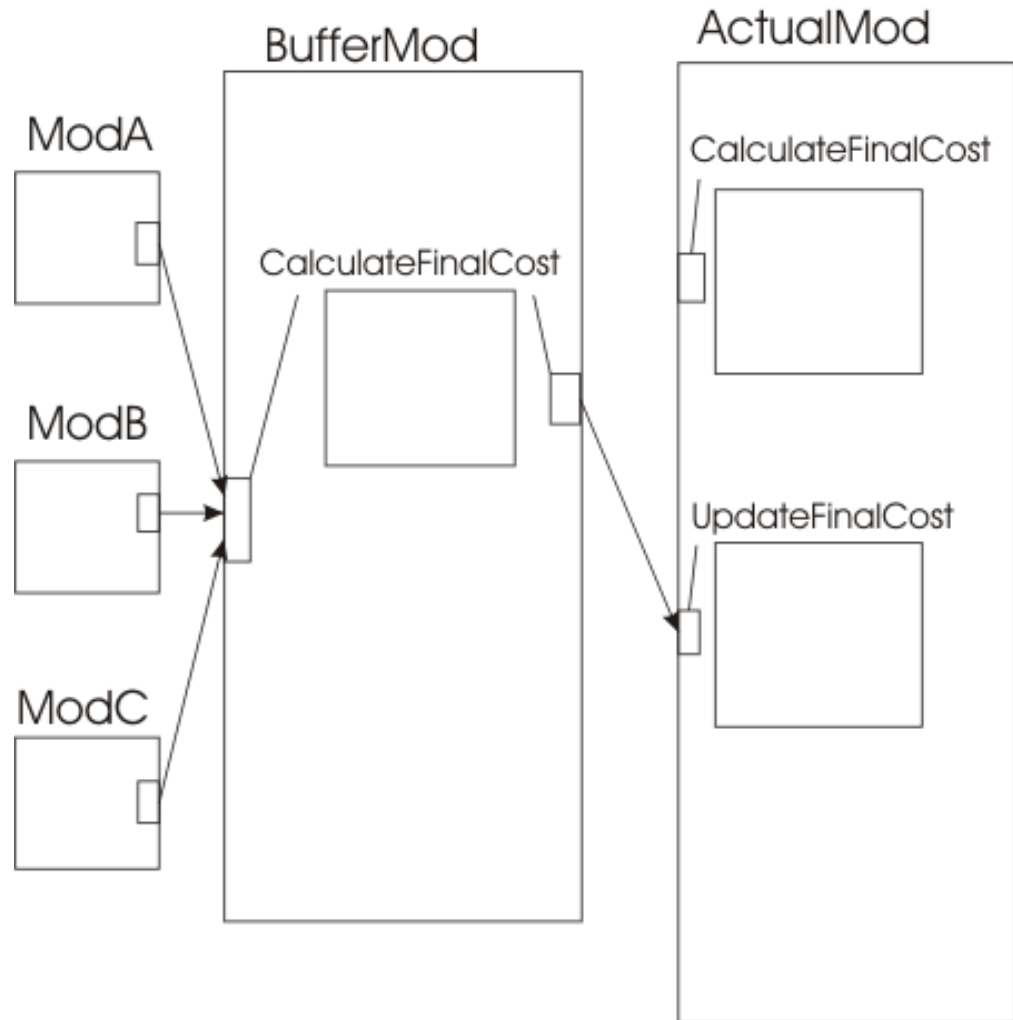 BufferMod
ActualMod
ModA
CalculateFinalCost
CalculateFinalCost
ModB
UpdateFinalCost
ModC